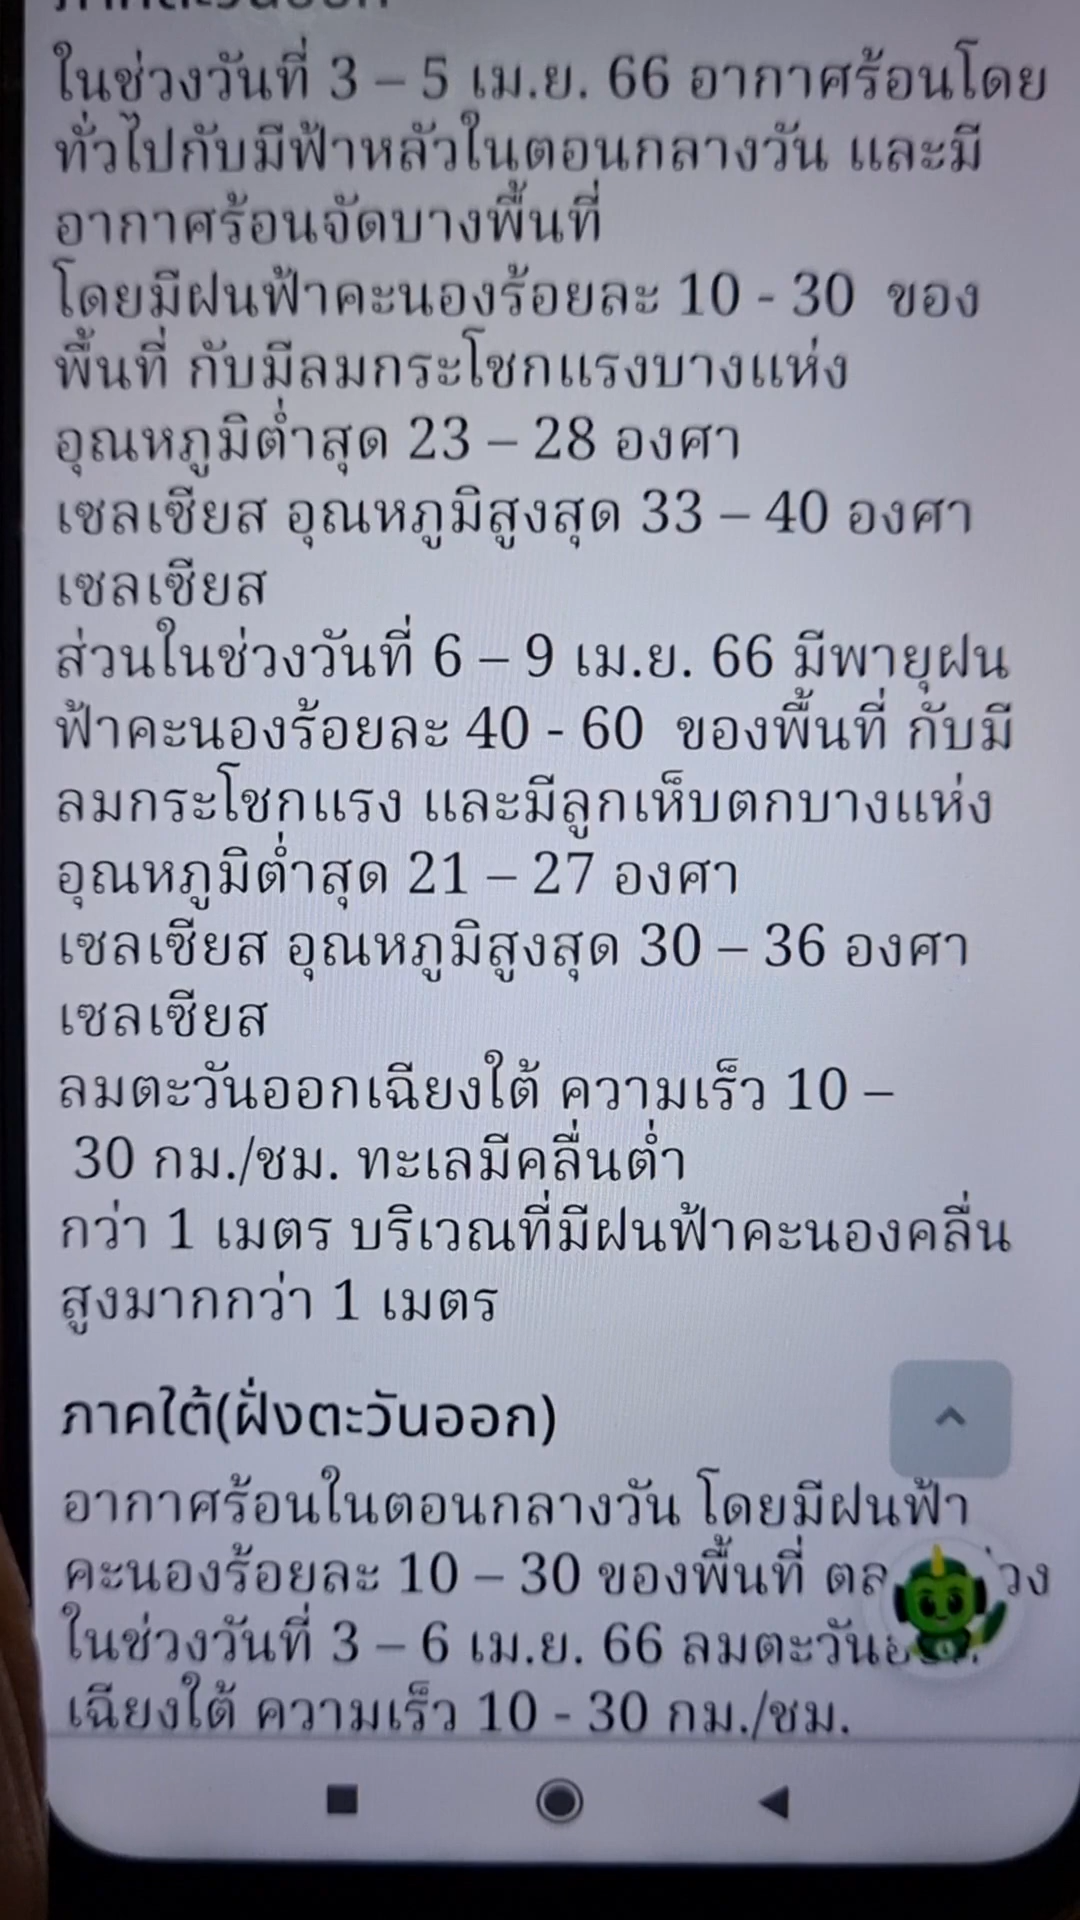 ภาคตะวันออก
ในช่วงวันที่ 3 – 5 เม.ย. 66 อากาศร้อนโดย
ทั่วไปกับมีฟ้าหลัวในตอนกลางวัน และมี
อากาศร้อนจัดบางพื้นที่
โดยมีฝนฟ้าคะนองร้อยละ 10 - 30 ของ
พื้นที่ กับมีลมกระโชกแรงบางแห่ง
อุณหภูมิต่ำสุด 23 – 28 องศา
เซลเซียส อุณหภูมิสูงสุด 33 – 40 องศา
เซลเซียส
ส่วนในช่วงวันที่ 6 – 9 เม.ย. 66 มีพายุฝน
ฟ้าคะนองร้อยละ 40 - 60 ของพื้นที่ กับมี
ลมกระโชกแรง และมีลูกเห็บตกบางแห่ง
อุณหภูมิต่ำสุด 21 – 27 องศา
เซลเซียส อุณหภูมิสูงสุด 30 – 36 องศา
เซลเซียส
ลมตะวันออกเฉียงใต้ ความเร็ว 10 –
30 กม./ชม. ทะเลมีคลื่นต่ำ
กว่า 1 เมตร บริเวณที่มีฝนฟ้าคะนองคลื่น
สูงมากกว่า 1 เมตร
ภาคใต้(ฝั่งตะวันออก)
อากาศร้อนในตอนกลางวัน โดยมีฝนฟ้า
คะนองร้อยละ 10 – 30 ของพื้นที่
ในช่วงวันที่ 3 – 6 เม.ย. 66 ลมตะวัน
เฉียงใต้ ความเร็ว 10 - 30 กม./ชม.